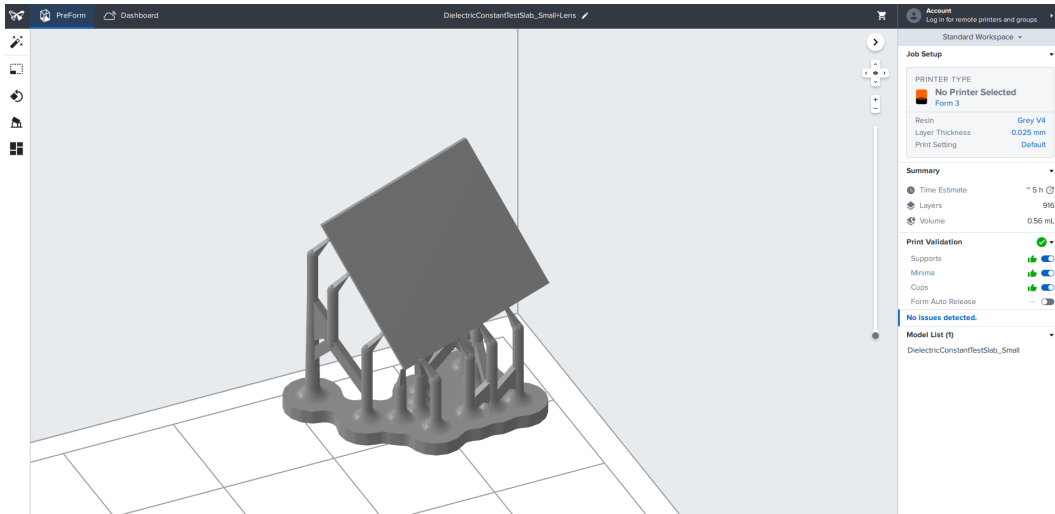 PreForm
Dashboard
DielectricConstantTestSlab_Small+Lens
Account
Log in for remote printers and groups
Standard Workspace
Job Setup
PRINTER TYPE
No Printer Selected
Form 3
Resin Grey V4
Layer Thickness 0.025 mm
Print Setting Default
Summary
Time Estimate ~ 5 h
Layers 916
Volume 0.56 mL
Print Validation
Supports
Minima
Cups
Form Auto Release
No issues detected.
Model List (1)
DielectricConstantTestSlab_Small